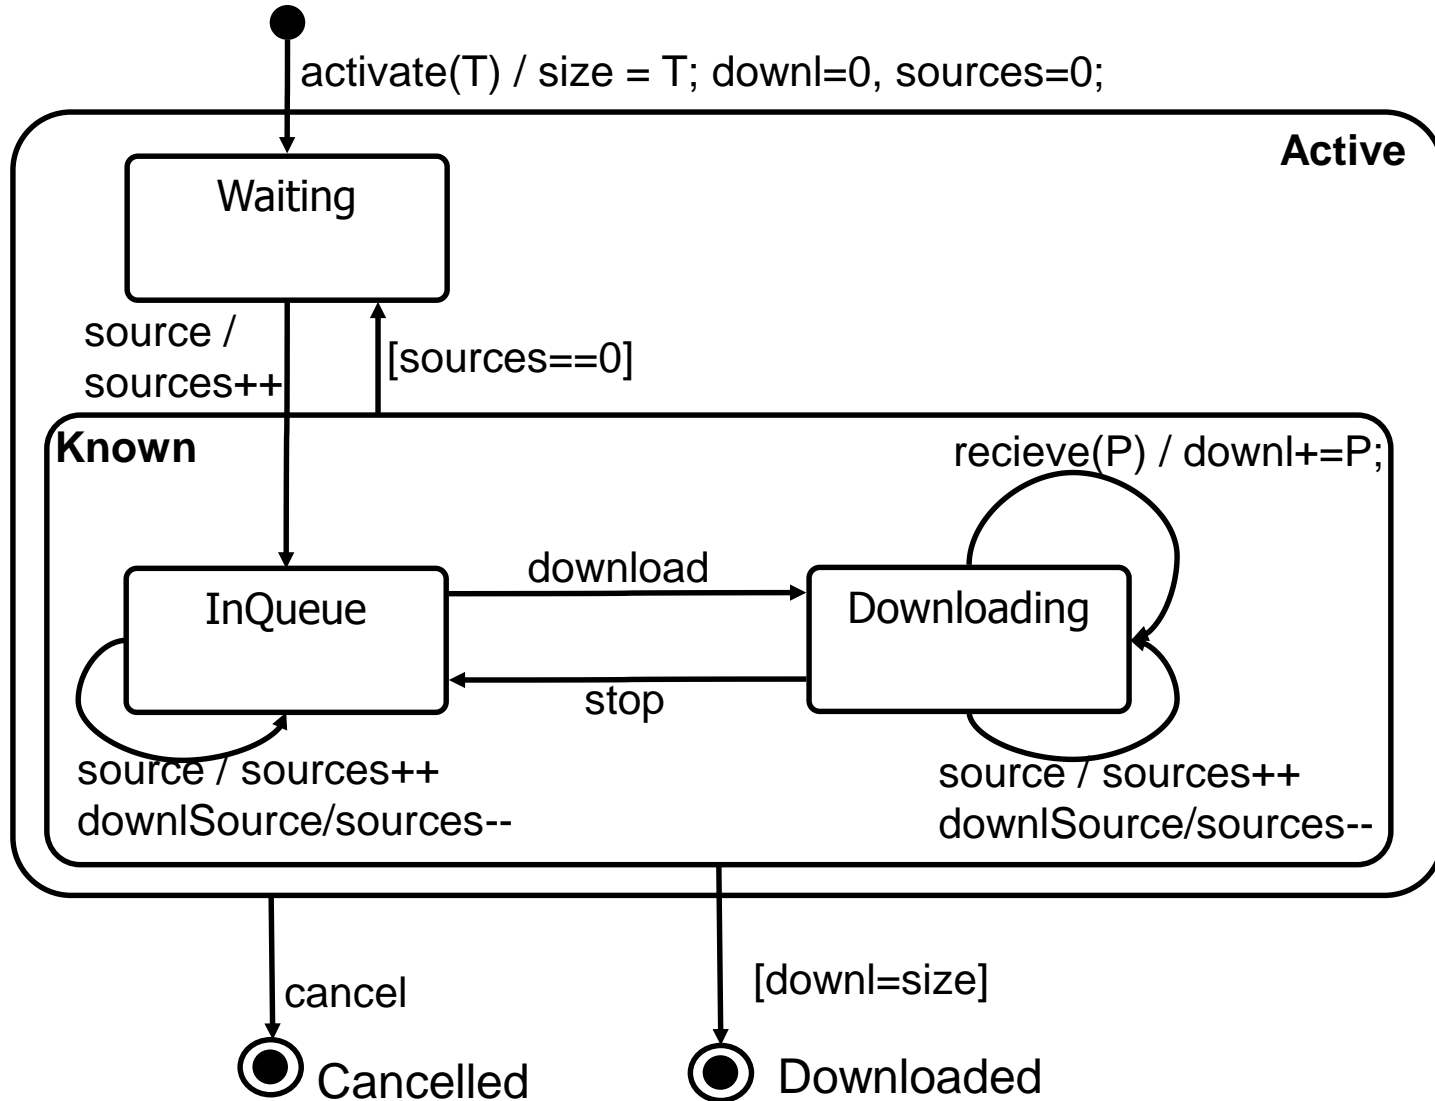 activate(T) / size = T; downl=0, sources=0;
Active
Waiting
source /
sources++
[sources==0]
Known
recieve(P) / downl+=P;
InQueue
download
Downloading
stop
source / sources++
downlSource/sources--
source / sources++
downlSource/sources--
cancel
[downl=size]
Cancelled
Downloaded